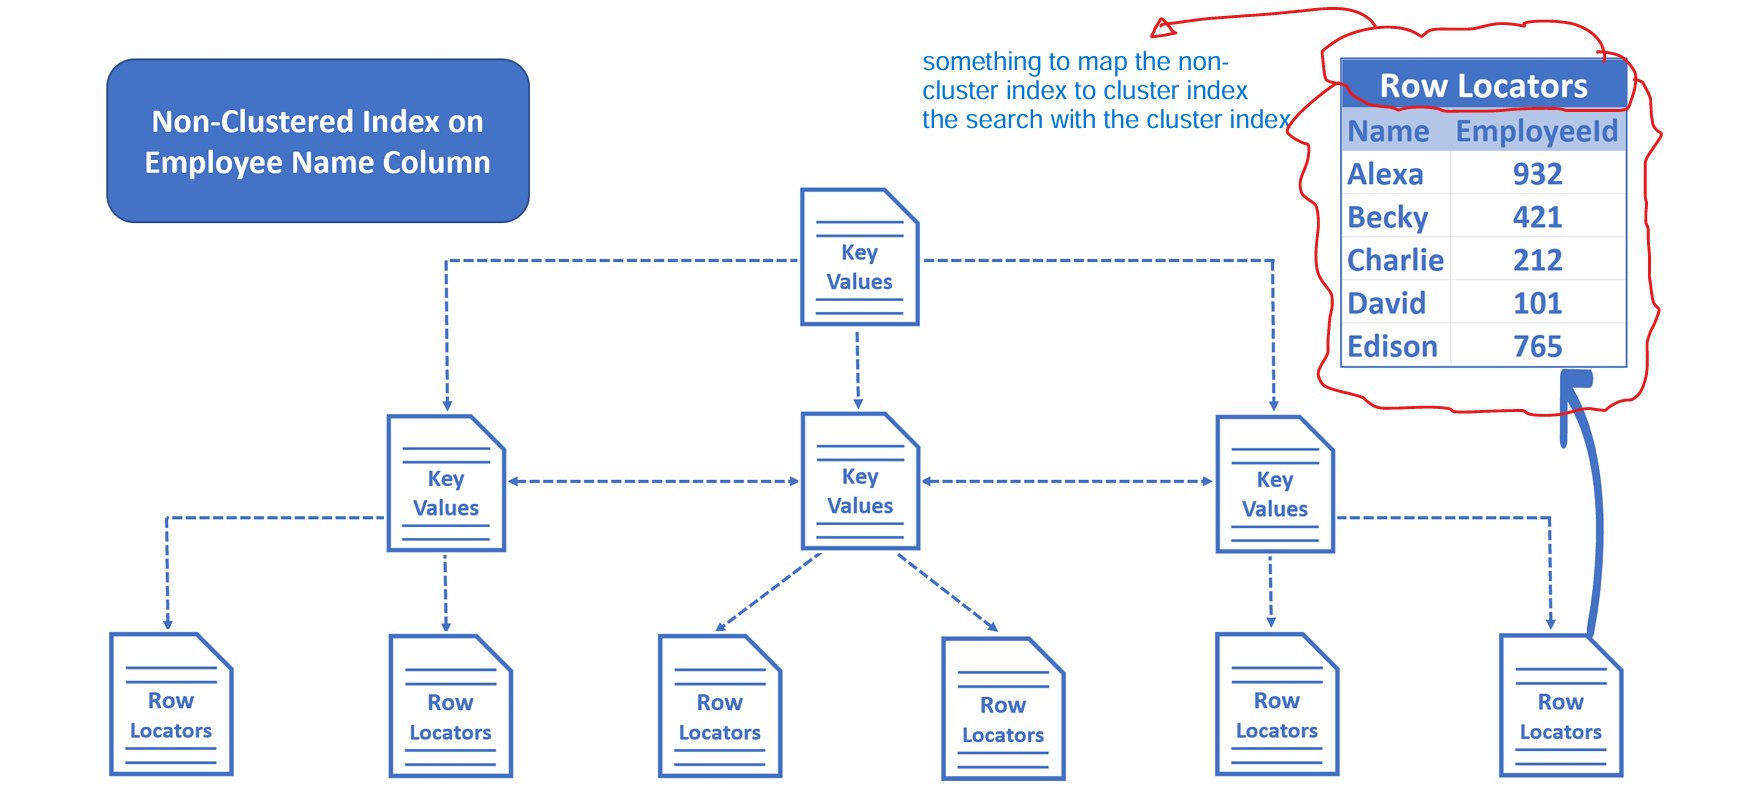 Non-Clustered Index on
Employee Name Column
something to map the non-
cluster index to cluster index
the search with the cluster index
Row Locators
Name EmployeeId
Alexa 932
Becky 421
Charlie 212
David 101
Edison 765
Key
Values
Key
Values
Key
Values
Key
Values
Row
Locators
Row
Locators
Row
Locators
Row
Locators
Row
Locators
Row
Locators